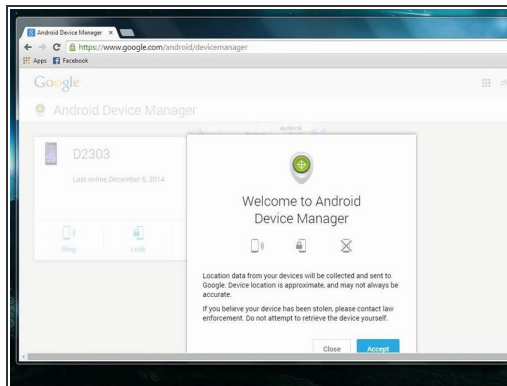 Android Device Manager
https://www.google.com/android/devicemanager
Apps Facebook
Google
Android Device Manager
D2303
Last online December 6, 2014
Ring
Lock
Welcome to Android
Device Manager
Location data from your devices will be collected and sent to
Google. Device location is approximate, and may not always be
accurate.
If you believe your device has been stolen, please contact law
enforcement. Do not attempt to retrieve the device yourself.
Close Accept